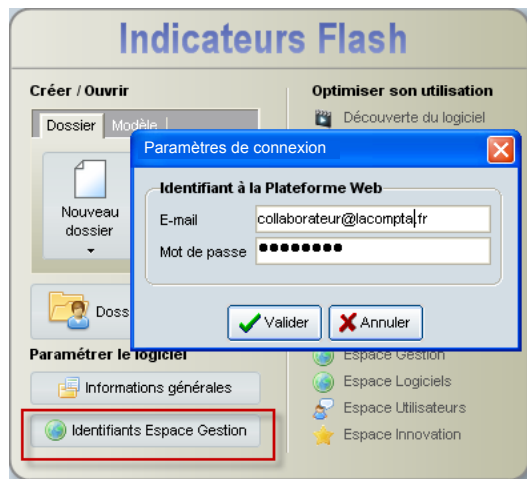 Indicateurs Flash
Créer / Ouvrir
Dossier Modèle
Nouveau
dossier
Doss
Paramétrer le logiciel
Informations générales
Identifiants Espace Gestion
Optimiser son utilisation
Découverte du logiciel
Paramètres de connexion
Identifiant à la Plateforme Web
E-mail collaborateur@lacompta.fr
Mot de passe ●●●●●●●●
Valider Annuler
Espace Gestion
Espace Logiciels
Espace Utilisateurs
Espace Innovation